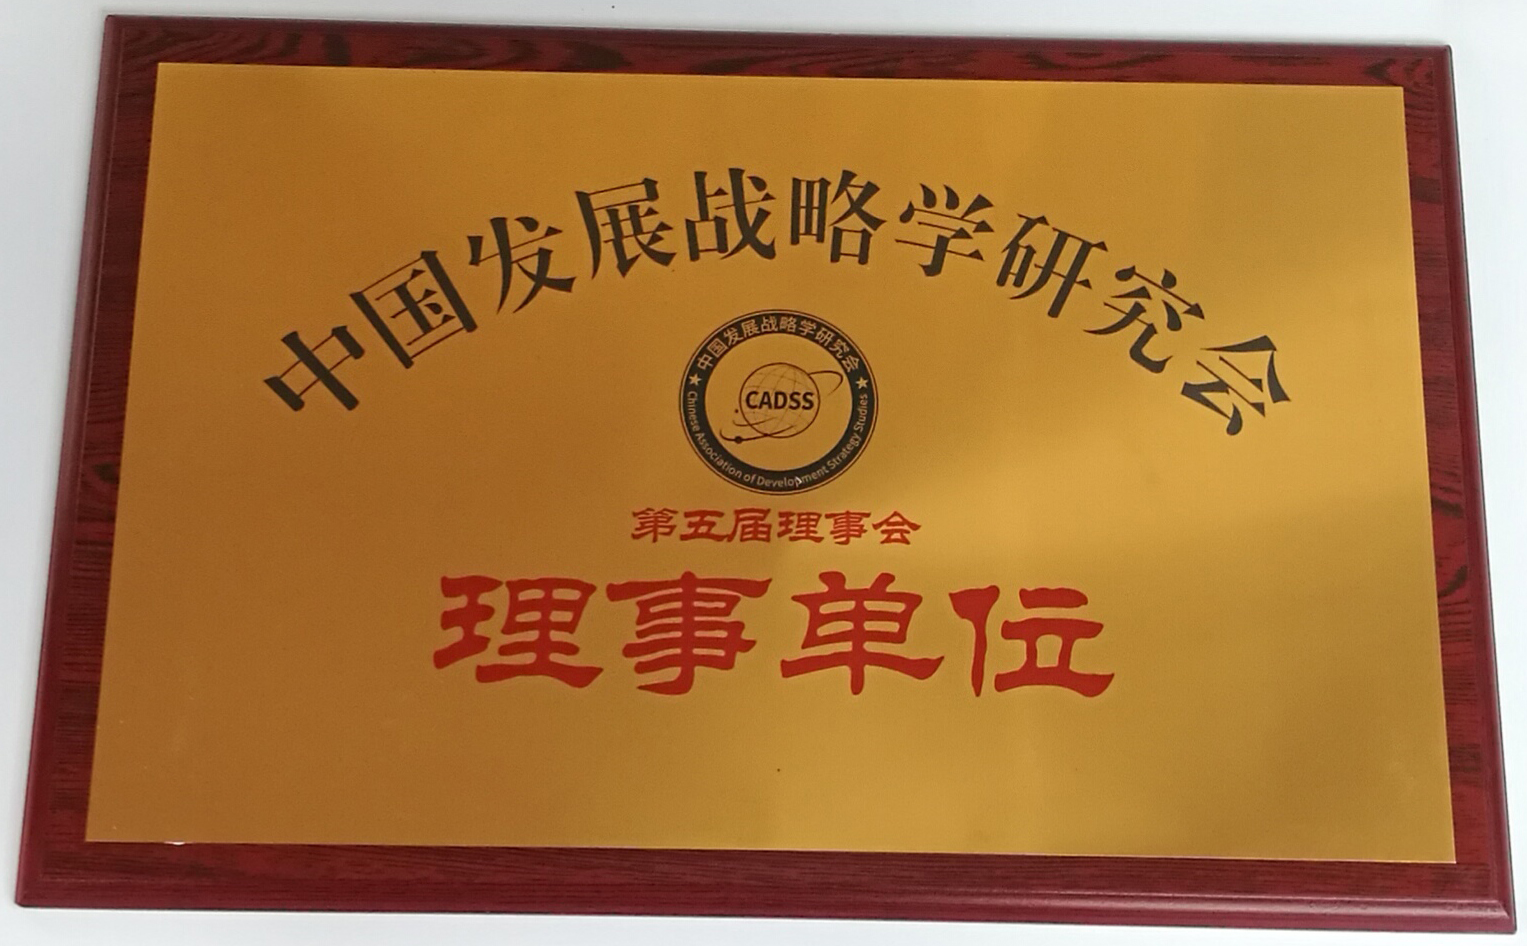 中国发展战略学研究会
★中国发展战略学研究会★
CADSS
Chinese Association of Development Strategy Studies
第五届理事会
理事单位